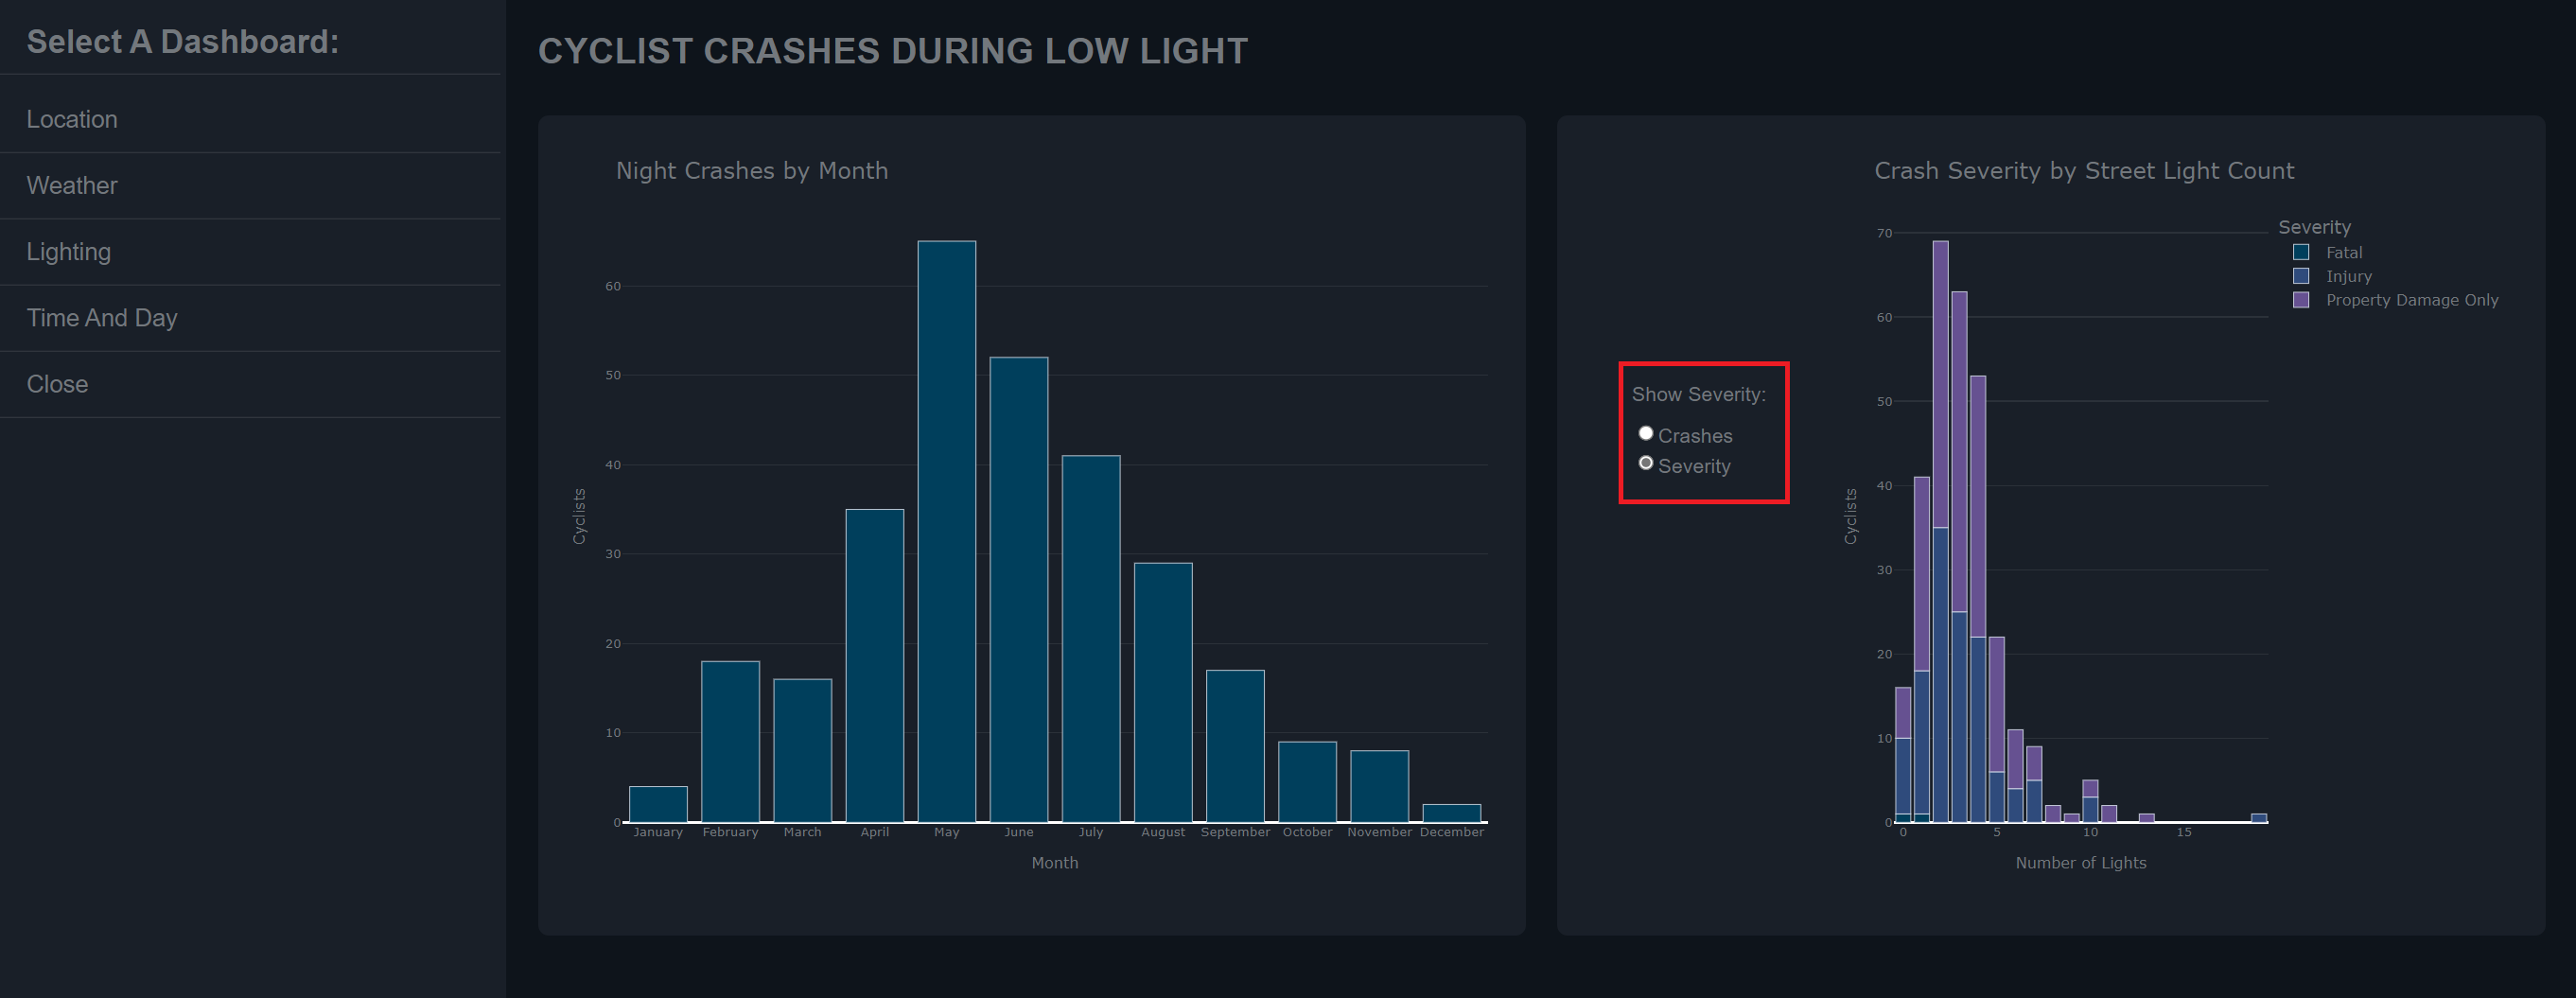 Select A Dashboard:
Location
Weather
Lighting
Time And Day
Close
CYCLIST CRASHES DURING LOW LIGHT
Night Crashes by Month
60
50
40
30
20
10
0
Cyclists
January February March April May June July August September October November December
Month
Show Severity:
Crashes
Severity
Crash Severity by Street Light Count
70
60
50
40
30
20
10
0
Cyclists
0 5 10 15
Number of Lights
Severity
Fatal
Injury
Property Damage Only